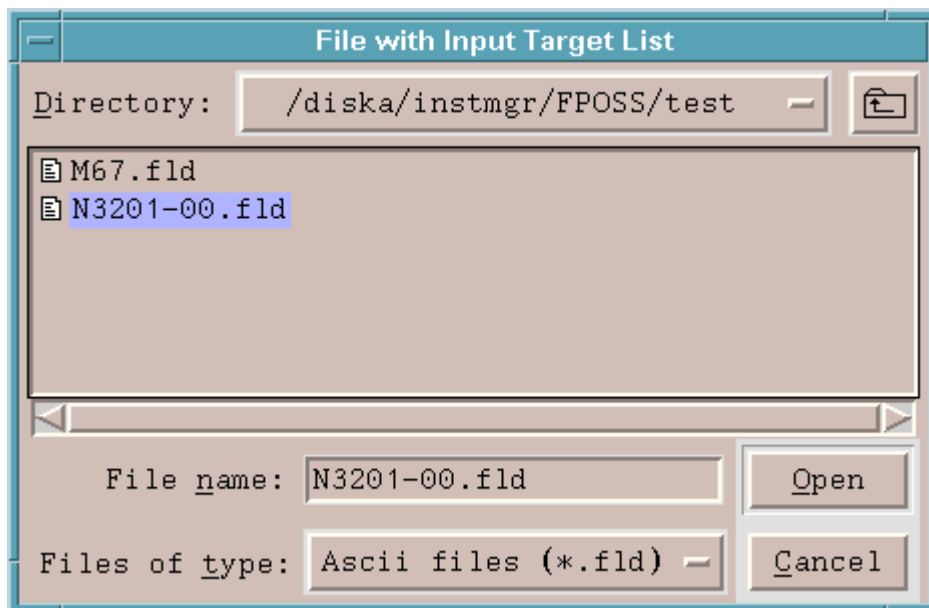 File with Input Target List
Directory: /diska/instmgr/FPOSS/test
M67.fld
N3201-00.fld
File name: N3201-00.fld Open
Files of type: Ascii files (*.fld) Cancel